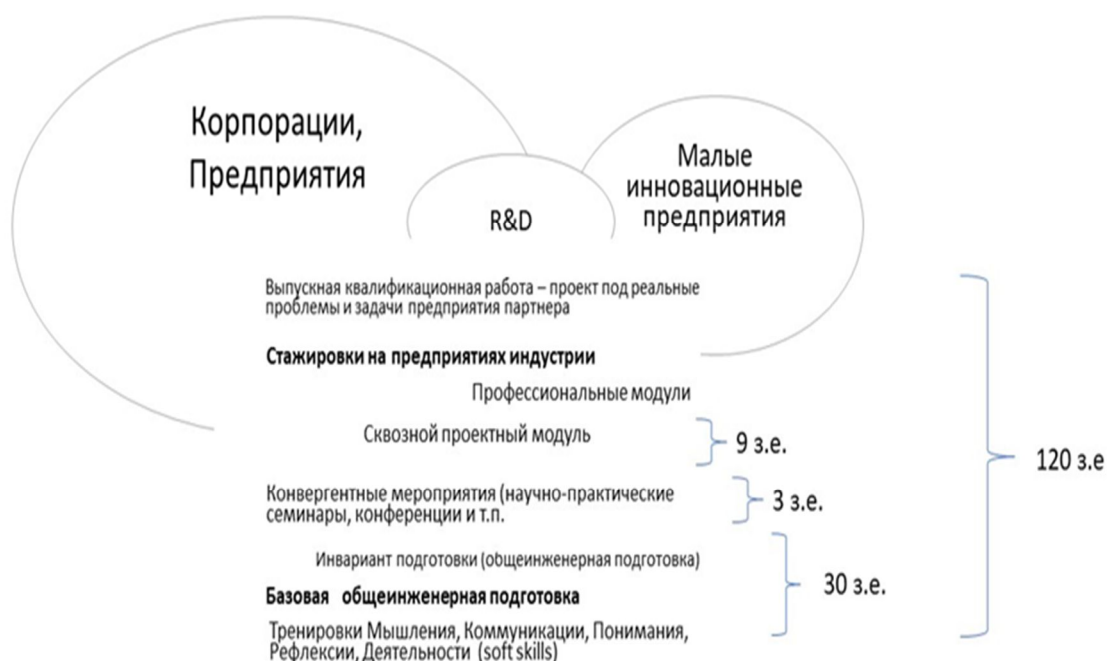 Корпорации,
Предприятия
Малые
инновационные
предприятия
R&D
Выпускная квалификационная работа – проект под реальные
проблемы и задачи предприятия партнера
Стажировки на предприятиях индустрии
Профессиональные модули
Сквозной проектный модуль
9 з.е.
Конвергентные мероприятия (научно-практические
семинары, конференции и т.п.
3 з.е.
120 з.е
Инвариант подготовки (общеинженерная подготовка)
30 з.е.
Базовая общеинженерная подготовка
Тренировки Мышления, Коммуникации, Понимания,
Рефлексии, Деятельности (soft skills)